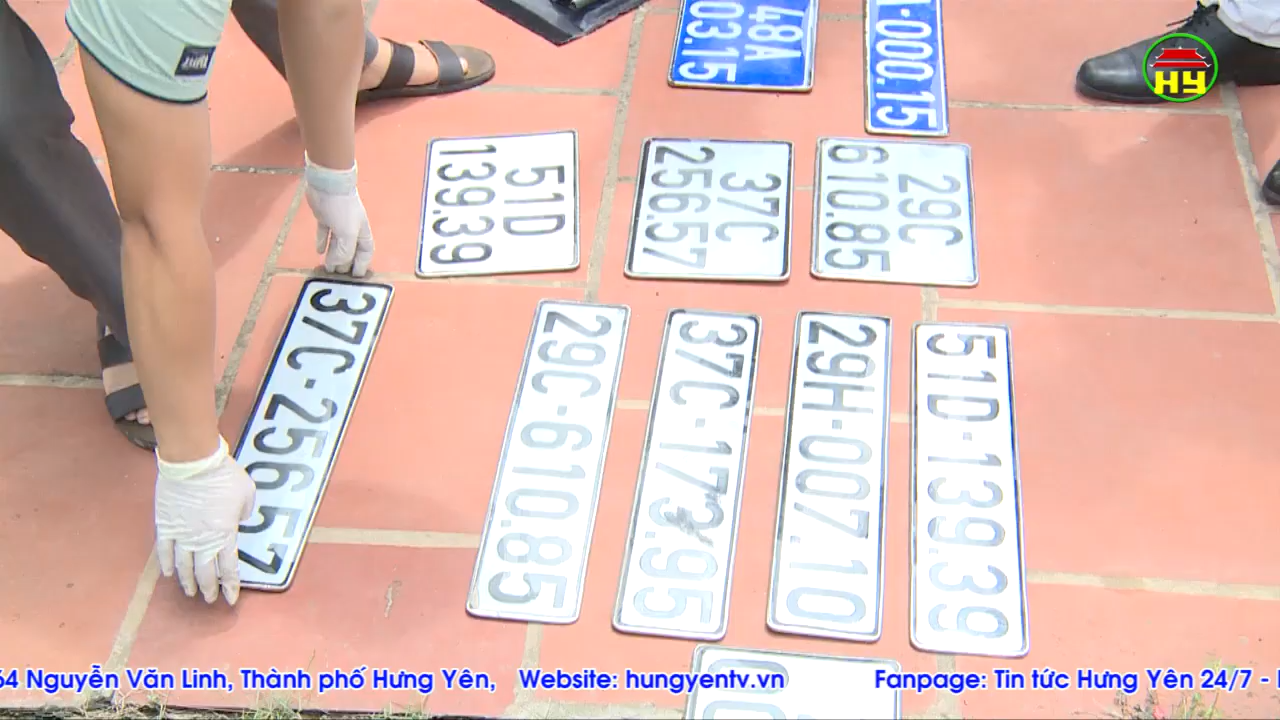 48A
03.15
000.15
HY
51D
139.39
37C
256.57
29C
610.85
37C·256.57
29C·610.85
37C·173.95
29H·007.10
51D·139.39
64 Nguyễn Văn Linh, Thành phố Hưng Yên, Website: hungyentv.vn Fanpage: Tin tức Hưng Yên 24/7 -